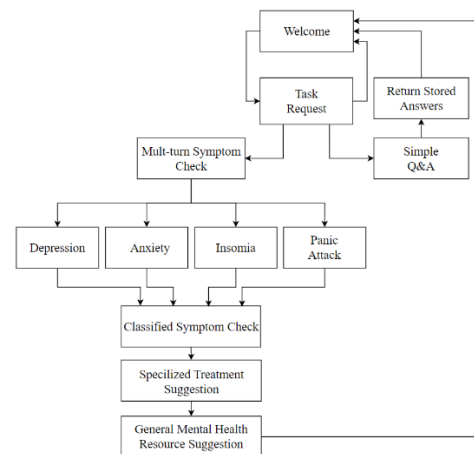 Welcome
Task
Request
Return Stored
Answers
Mult-turn Symptom
Check
Simple
Q&A
Depression
Anxiety
Insomia
Panic
Attack
Classified Symptom Check
Specilized Treatment
Suggestion
General Mental Health
Resource Suggestion